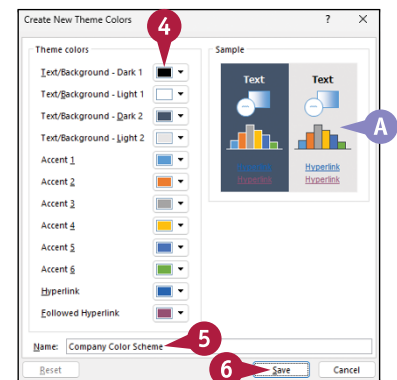 Create New Theme Colors ? ×
4
Theme colors
Text/Background - Dark 1
Text/Background - Light 1
Text/Background - Dark 2
Text/Background - Light 2
Accent 1
Accent 2
Accent 3
Accent 4
Accent 5
Accent 6
Hyperlink
Followed Hyperlink
Sample
Text Text
A
Hyperlink Hyperlink
Hyperlink Hyperlink
Name: Company Color Scheme 5
Reset 6 Save Cancel